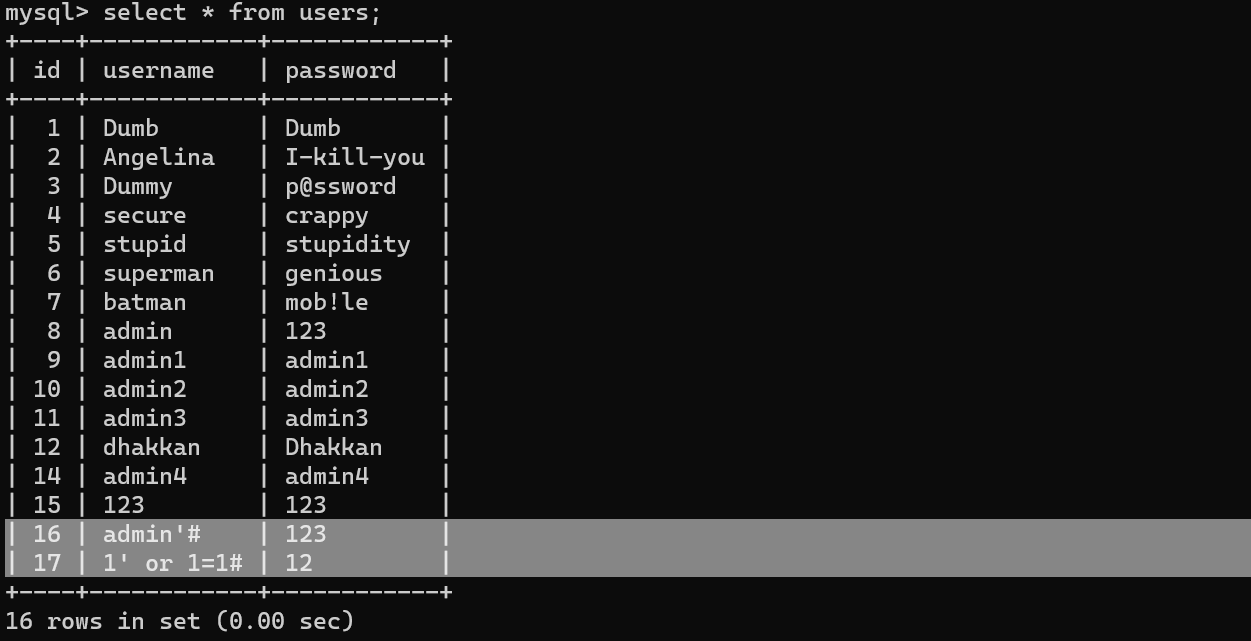 mysql> select * from users;
+----+------------+------------+
| id | username   | password   |
+----+------------+------------+
|  1 | Dumb       | Dumb       |
|  2 | Angelina   | I-kill-you |
|  3 | Dummy      | p@ssword   |
|  4 | secure     | crappy     |
|  5 | stupid     | stupidity  |
|  6 | superman   | genious    |
|  7 | batman     | mob!le     |
|  8 | admin      | 123        |
|  9 | admin1     | admin1     |
| 10 | admin2     | admin2     |
| 11 | admin3     | admin3     |
| 12 | dhakkan    | Dhakkan    |
| 14 | admin4     | admin4     |
| 15 | 123        | 123        |
| 16 | admin'#    | 123        |
| 17 | 1' or 1=1# | 12         |
+----+------------+------------+
16 rows in set (0.00 sec)